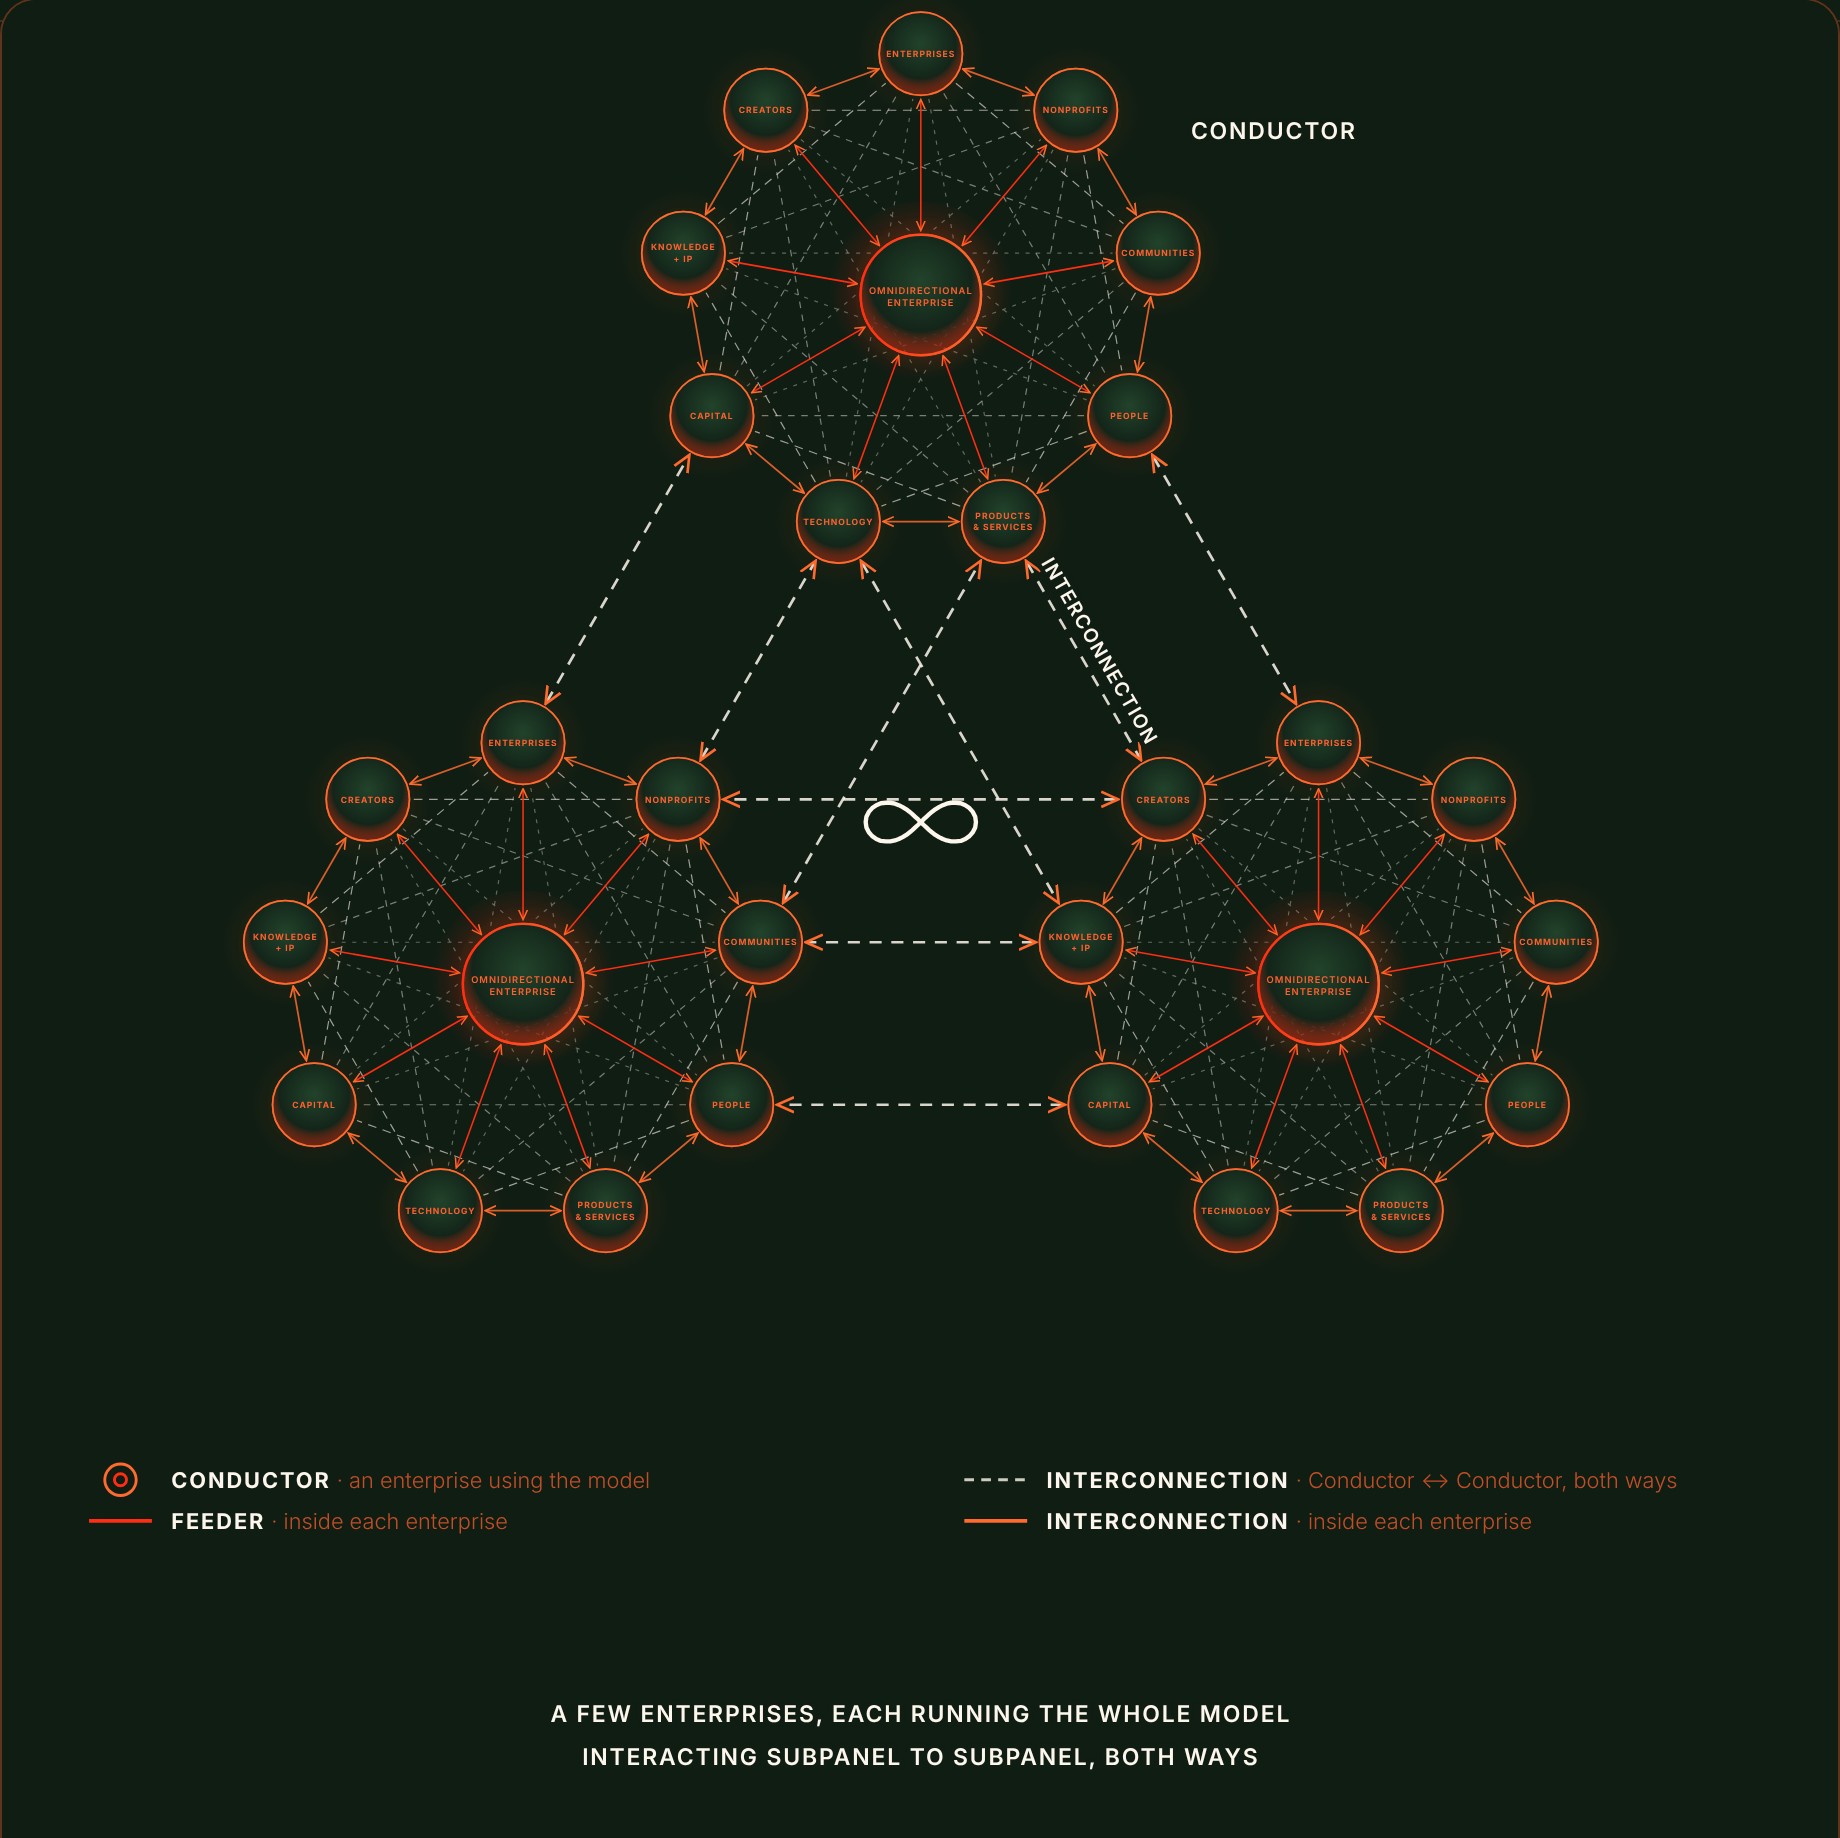 ENTERPRISES
CREATORS
NONPROFITS
CONDUCTOR
KNOWLEDGE
+ IP
COMMUNITIES
OMNIDIRECTIONAL
ENTERPRISE
CAPITAL
PEOPLE
TECHNOLOGY
PRODUCTS
& SERVICES
INTERCONNECTION
ENTERPRISES
CREATORS
NONPROFITS
KNOWLEDGE
+ IP
COMMUNITIES
OMNIDIRECTIONAL
ENTERPRISE
CAPITAL
PEOPLE
TECHNOLOGY
PRODUCTS
& SERVICES
ENTERPRISES
CREATORS
NONPROFITS
KNOWLEDGE
+ IP
COMMUNITIES
OMNIDIRECTIONAL
ENTERPRISE
CAPITAL
PEOPLE
TECHNOLOGY
PRODUCTS
& SERVICES
CONDUCTOR · an enterprise using the model
FEEDER · inside each enterprise
INTERCONNECTION · Conductor ↔ Conductor, both ways
INTERCONNECTION · inside each enterprise
A FEW ENTERPRISES, EACH RUNNING THE WHOLE MODEL
INTERACTING SUBPANEL TO SUBPANEL, BOTH WAYS